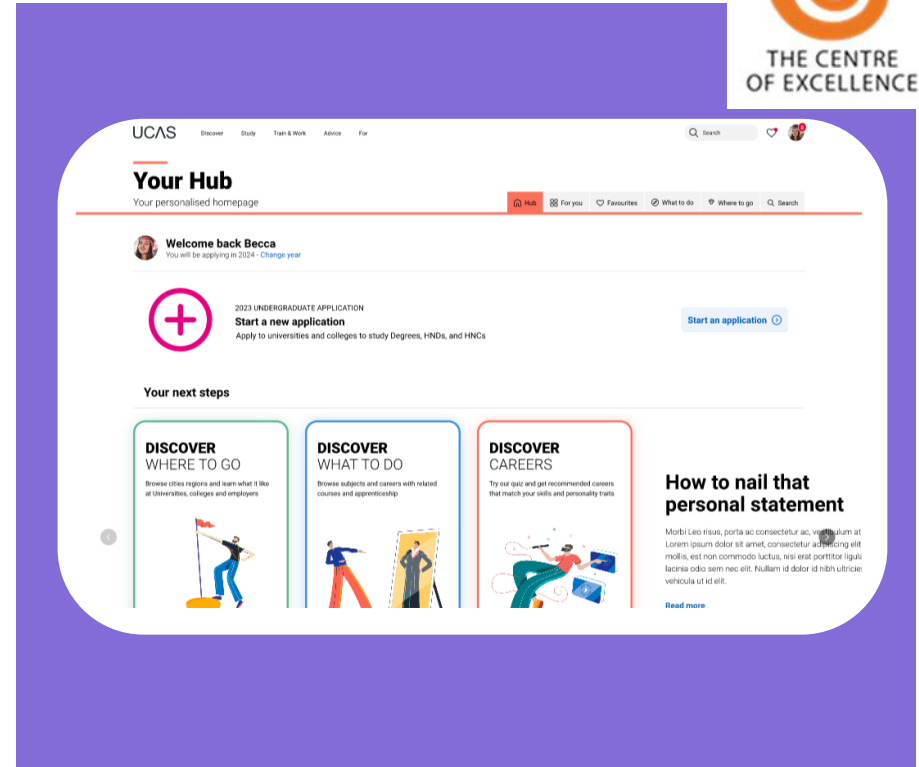 THE CENTRE
OF EXCELLENCE
UCAS
Discover Study Train & Work Advice For
Search
Your Hub
Your personalised homepage
Hub For you Favourites What to do Where to go Search
Welcome back Becca
You will be applying in 2024 - Change year
2023 UNDERGRADUATE APPLICATION
Start a new application
Apply to universities and colleges to study Degrees, HNDs, and HNCs
Start an application
Your next steps
DISCOVER
WHERE TO GO
Browse cities regions and learn what it like
at Universities, colleges and employers
DISCOVER
WHAT TO DO
Browse subjects and careers with related
courses and apprenticeship
DISCOVER
CAREERS
Try our quiz and get recommended careers
that match your skills and personality traits
How to nail that
personal statement
Morbi Leo risus, porta ac consectetur ac, vestibulum at
Lorem ipsum dolor sit amet, consectetur adipiscing elit
mollis, est non commodo luctus, nisi erat porttitor ligula
lacinia odio sem nec elit. Nullam id dolor id nibh ultricies
vehicula ut id elit.
Read more